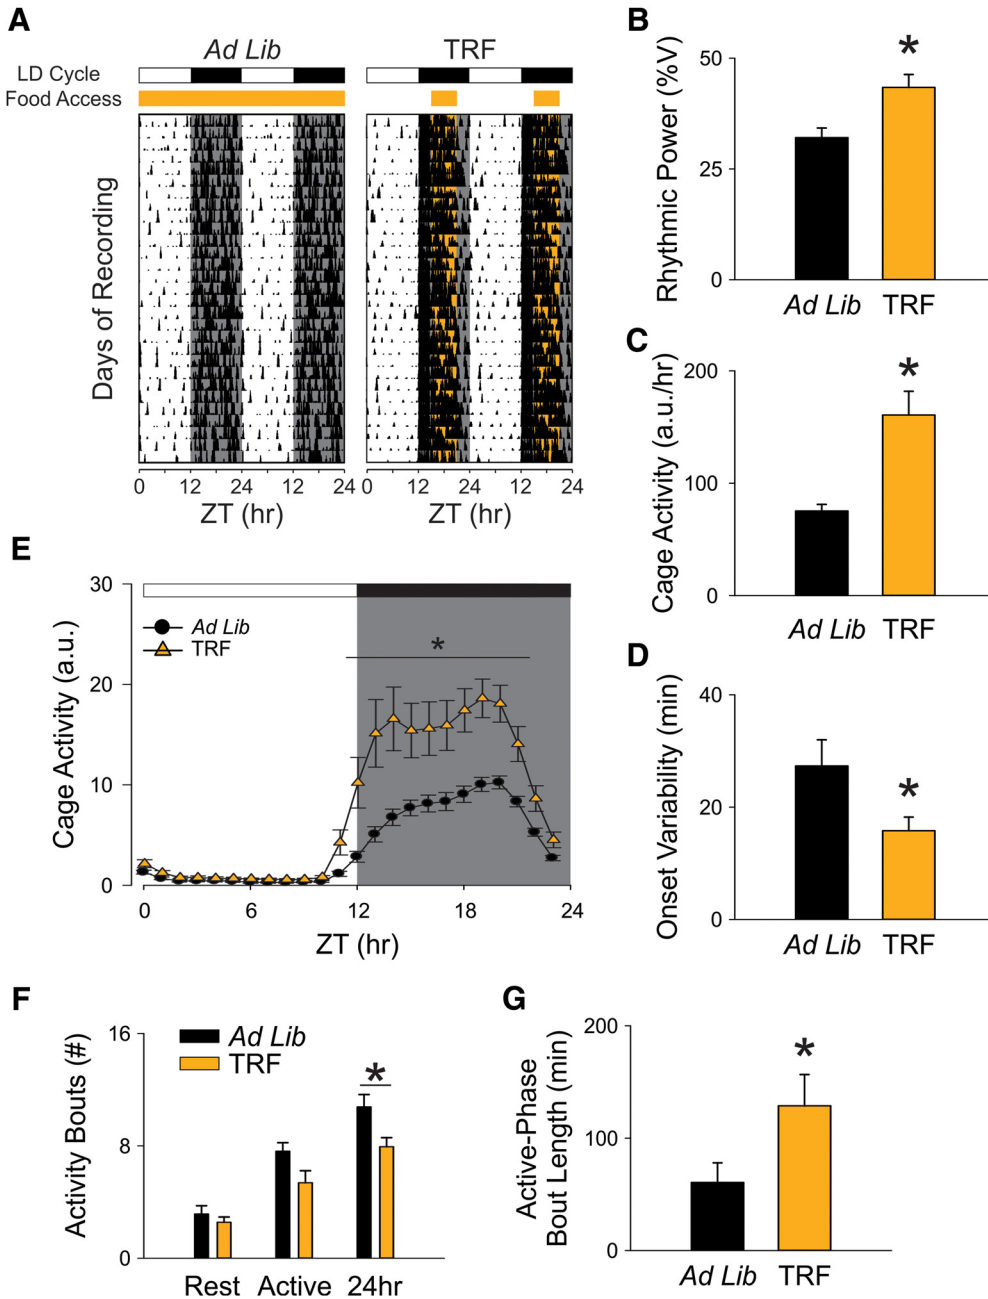 A
Ad Lib
TRF
LD Cycle
Food Access
Days of Recording
0 12 24 12 24
0 12 24 12 24
ZT (hr)
ZT (hr)
B
Rhythmic Power (%V)
50
25
0
*
Ad Lib TRF
C
Cage Activity (a.u./hr)
200
100
0
*
Ad Lib TRF
D
Onset Variability (min)
40
20
0
*
Ad Lib TRF
E
Cage Activity (a.u.)
30
20
10
0
Ad Lib
TRF
*
0 6 12 18 24
ZT (hr)
F
Activity Bouts (#)
16
8
0
Ad Lib
TRF
*
Rest Active 24hr
G
Active-Phase
Bout Length (min)
200
100
0
*
Ad Lib TRF